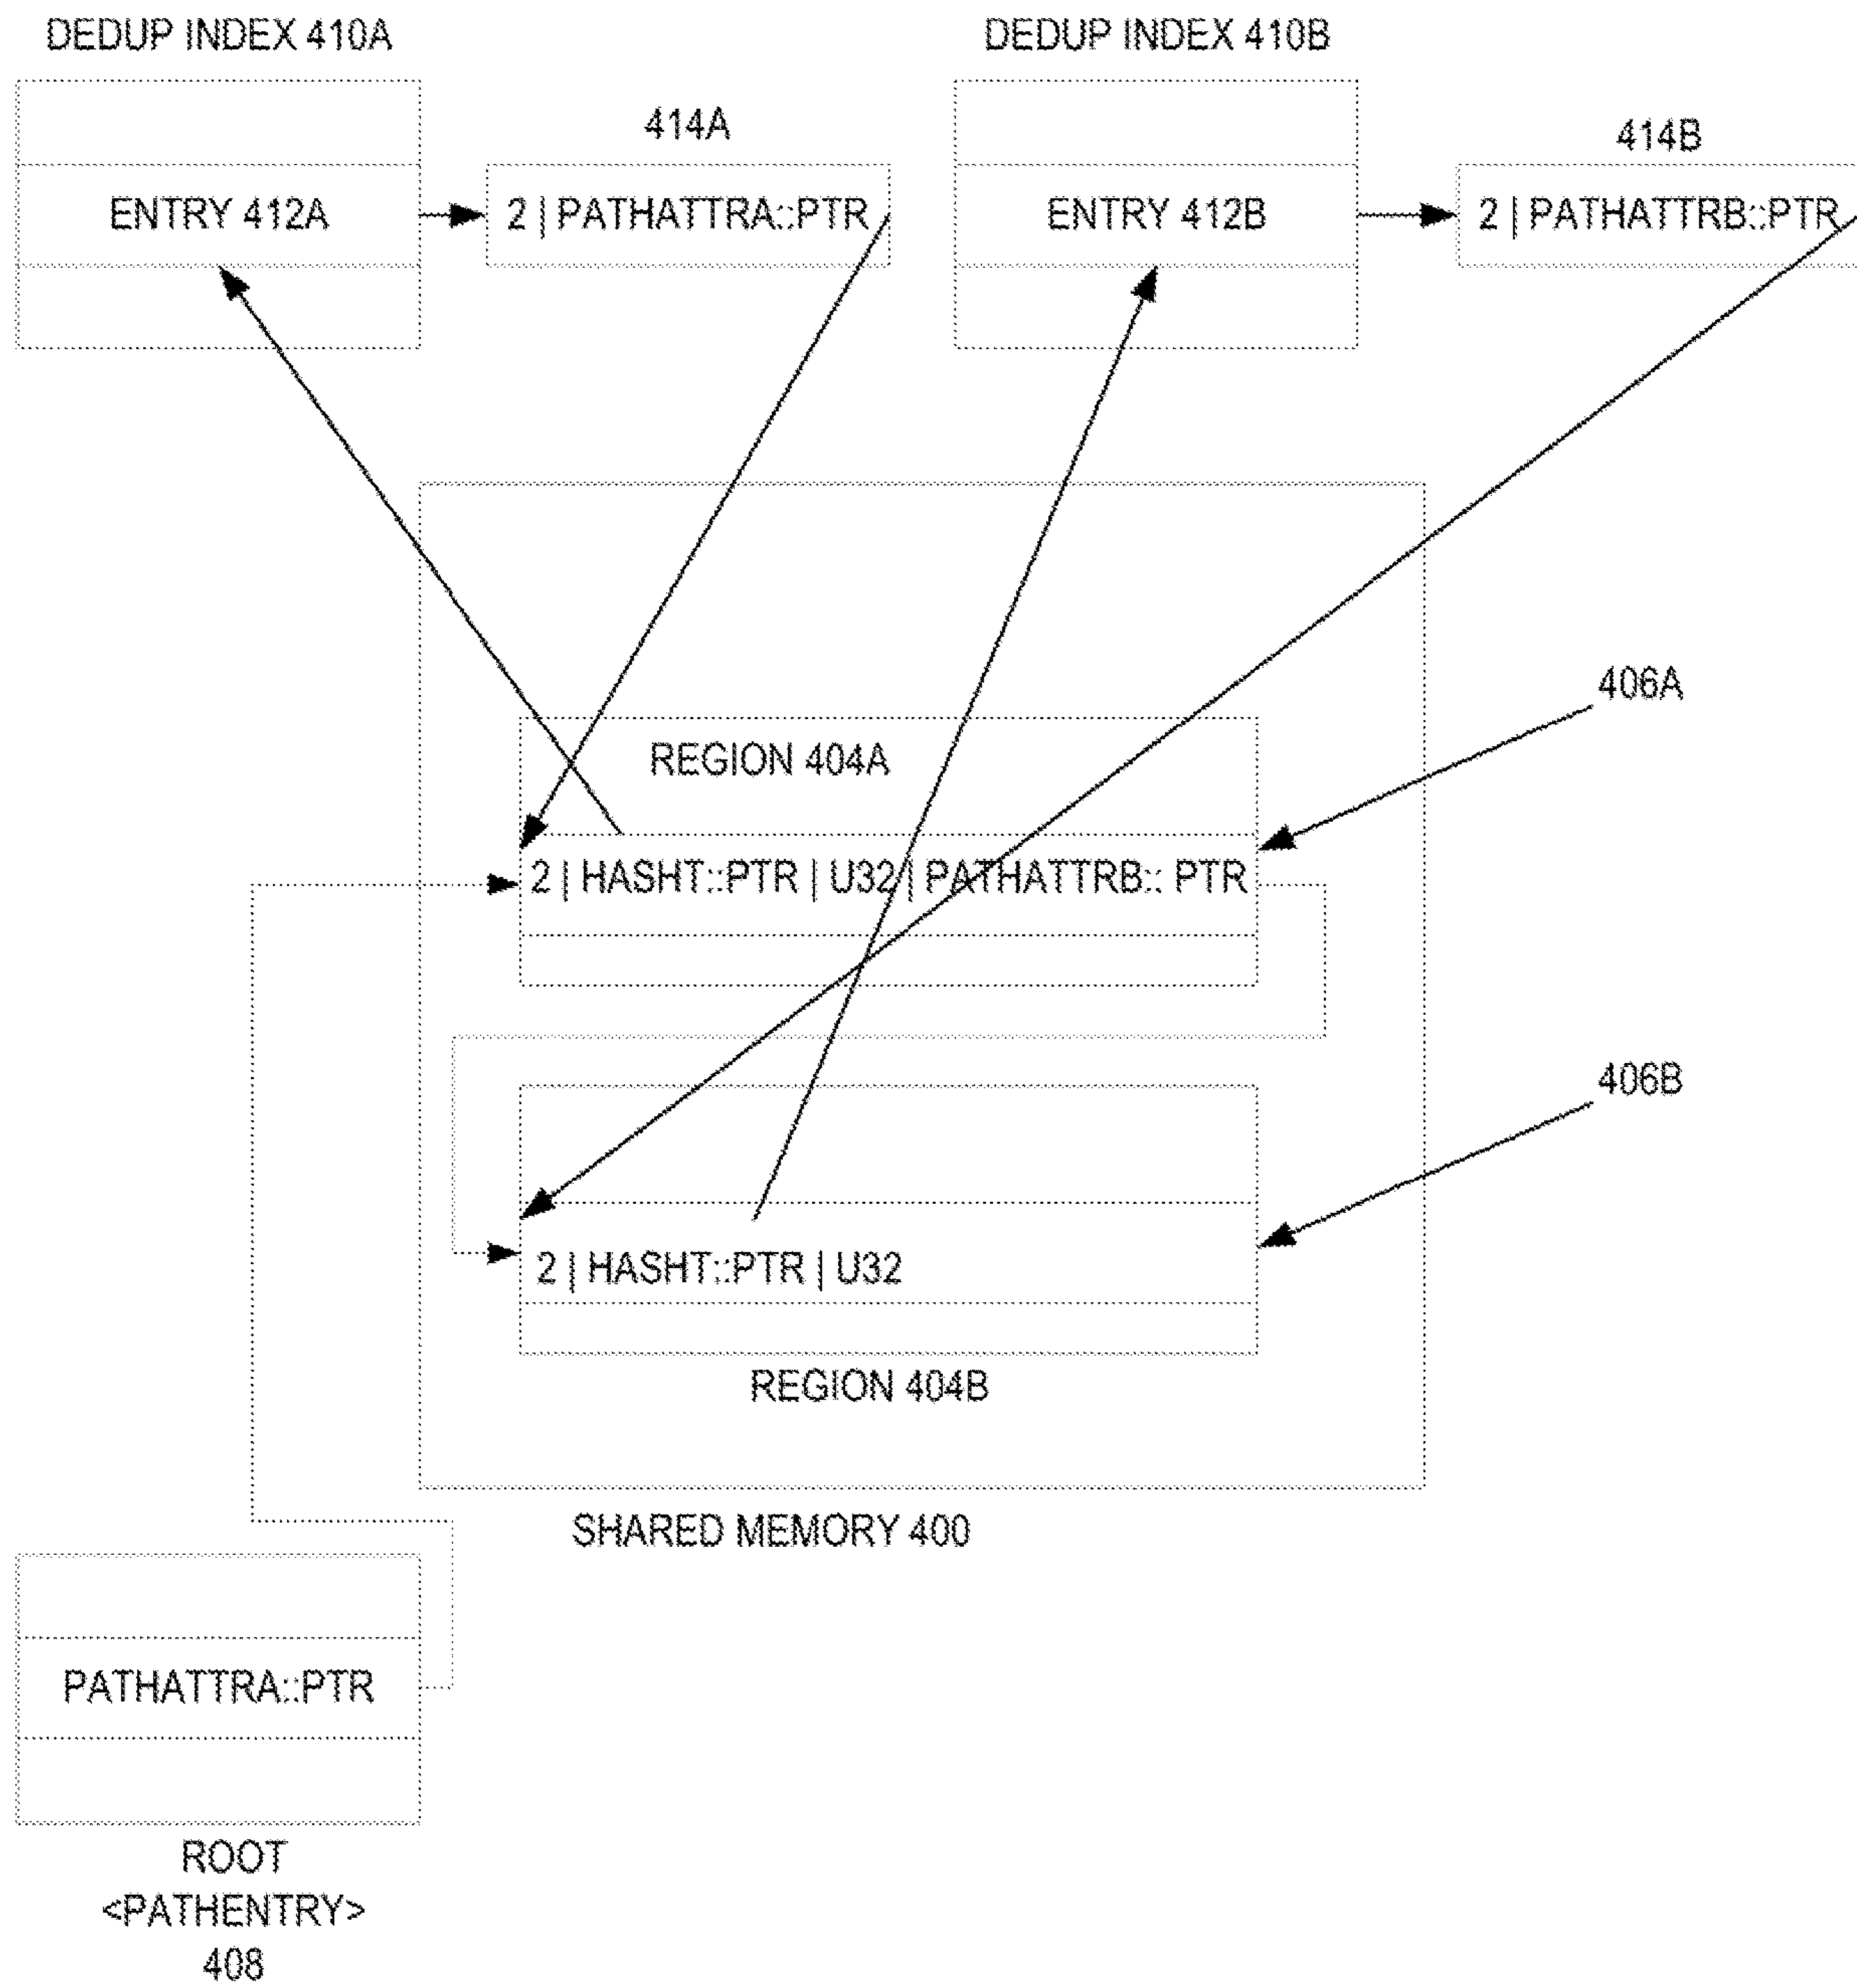 DEDUP INDEX 410A
DEDUP INDEX 410B
414A
414B
ENTRY 412A
2 | PATHATTRA::PTR
ENTRY 412B
2 | PATHATTRB::PTR
406A
REGION 404A
2 | HASHT::PTR | U32 | PATHATTRB:: PTR
406B
2 | HASHT::PTR | U32
REGION 404B
SHARED MEMORY 400
PATHATTRA::PTR
ROOT
<PATHENTRY>
408